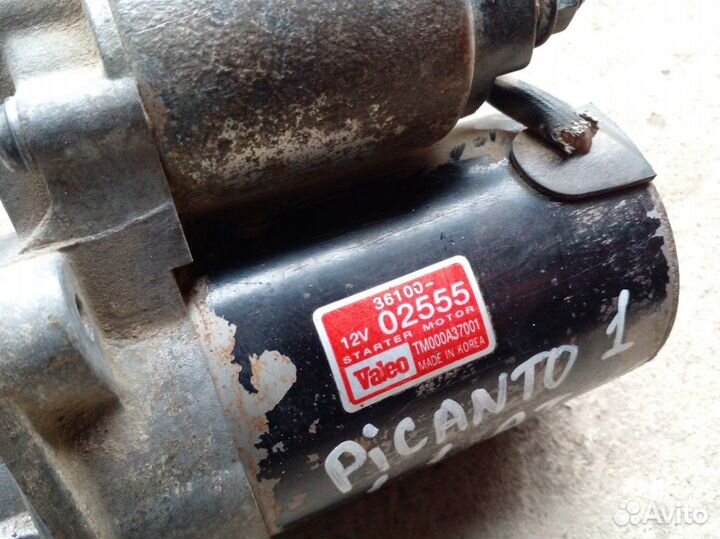 36100-
12V 02555
STARTER MOTOR
Valeo TM000A37001
MADE IN KOREA
PiCANTO 1
Avito